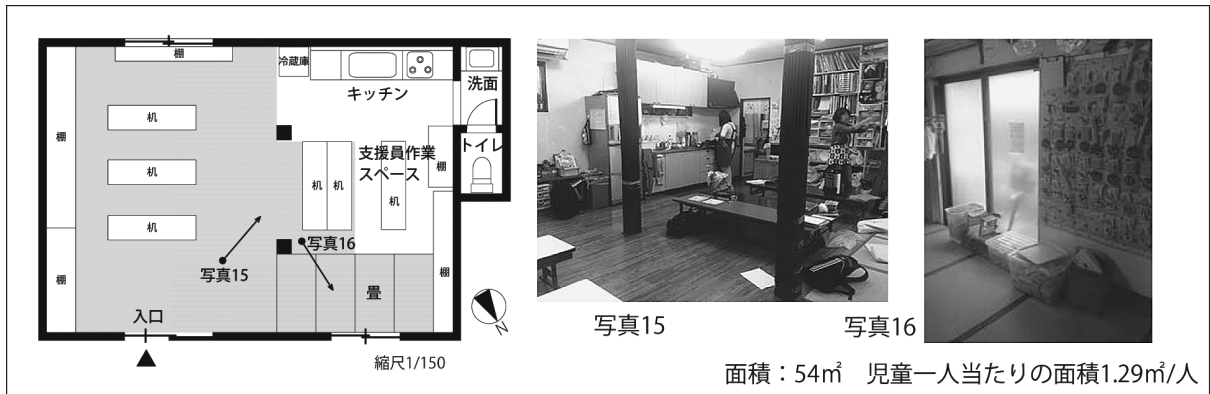 棚
冷蔵庫
キッチン
洗面
トイレ
棚
机
机
机
支援員作業
スペース
机
机
机
棚
棚
棚
写真15
写真16
畳
入口
N
縮尺1/150
写真15
写真16
面積：54㎡　児童一人当たりの面積1.29㎡/人